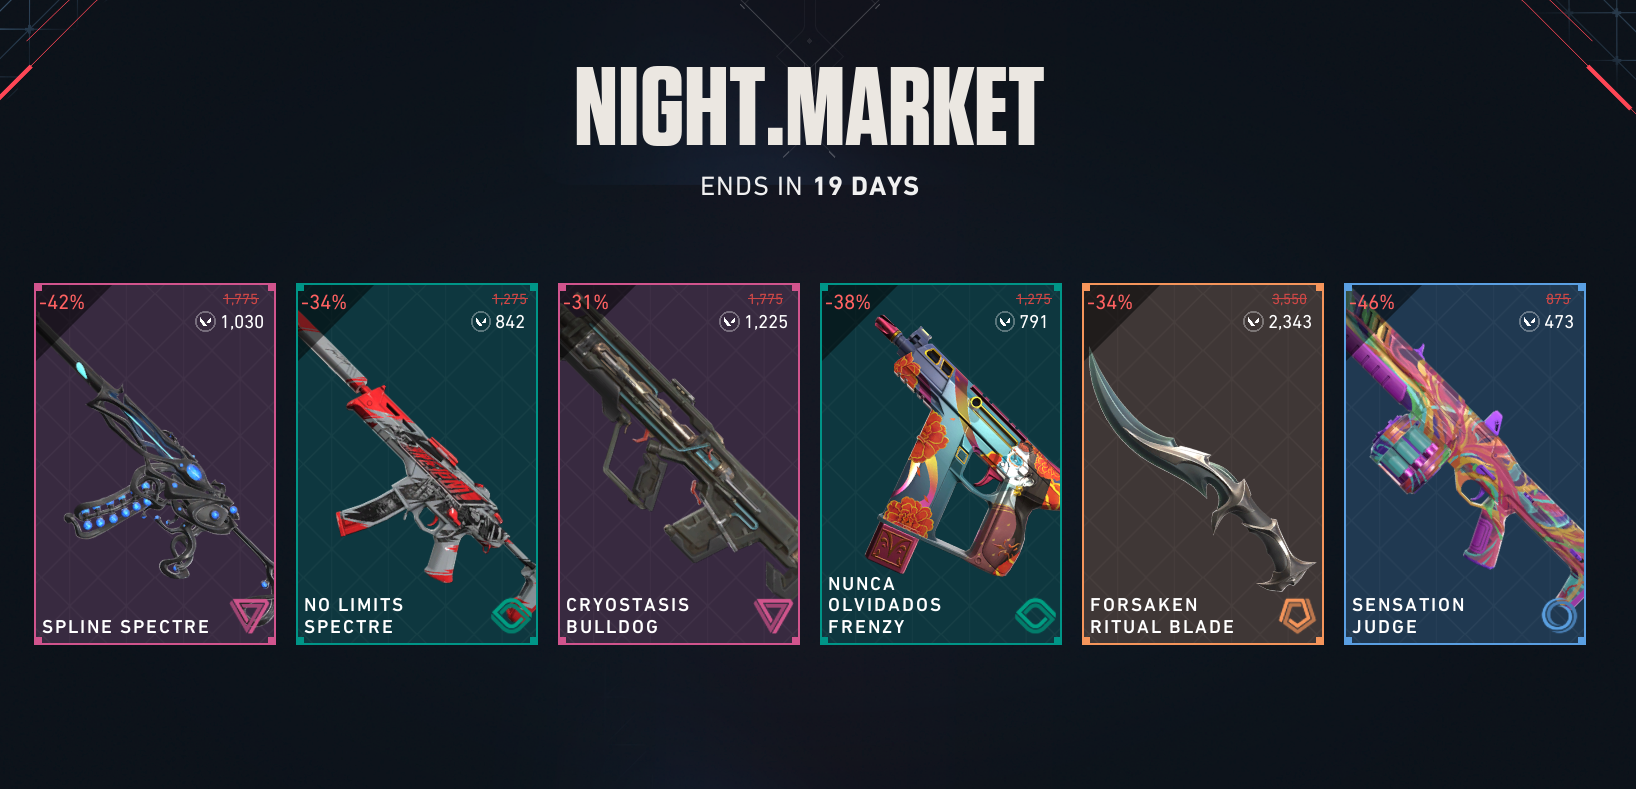 NIGHT.MARKET
ENDS IN 19 DAYS
-42%
1,775
1,030
SPLINE SPECTRE
-34%
1,275
842
NO LIMITS
SPECTRE
-31%
1,775
1,225
CRYOSTASIS
BULLDOG
-38%
1,275
791
NUNCA
OLVIDADOS
FRENZY
-34%
3,550
2,343
FORSAKEN
RITUAL BLADE
-46%
875
473
SENSATION
JUDGE